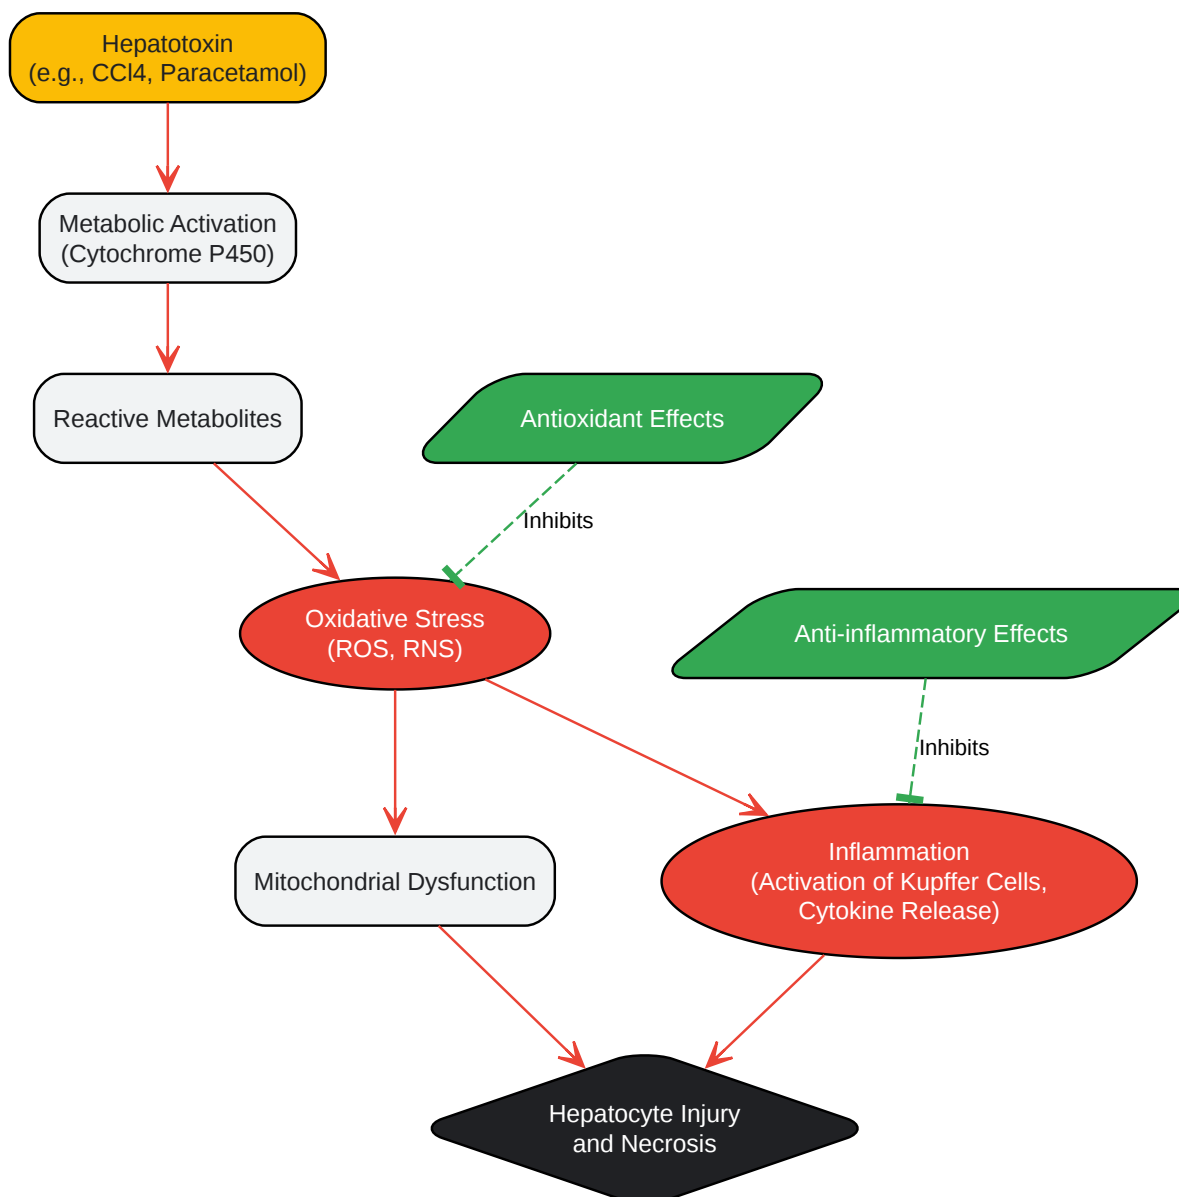 Hepatotoxin
(e.g., CCl4, Paracetamol)
Metabolic Activation
(Cytochrome P450)
Reactive Metabolites
Antioxidant Effects
Inhibits
Oxidative Stress
(ROS, RNS)
Anti-inflammatory Effects
Inhibits
Mitochondrial Dysfunction
Inflammation
(Activation of Kupffer Cells,
Cytokine Release)
Hepatocyte Injury
and Necrosis